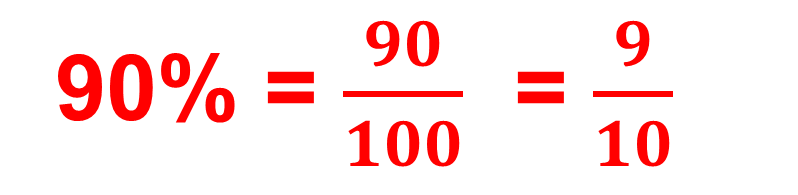 90% = 90/100 = 9/10